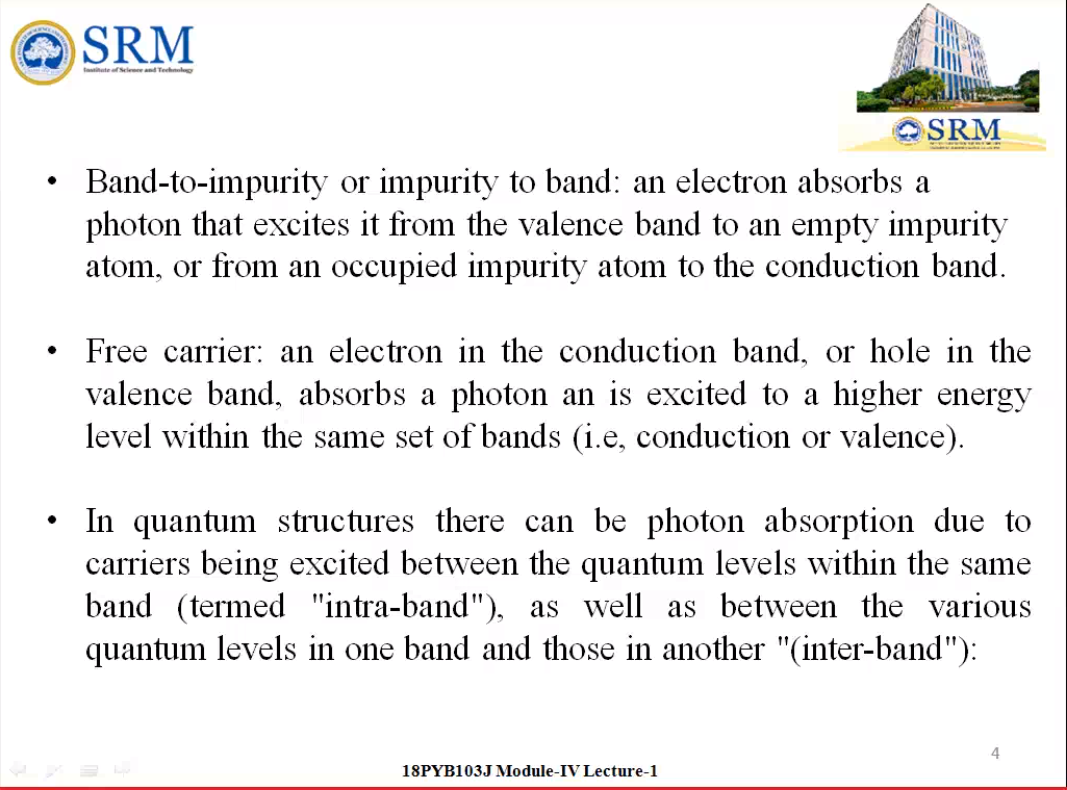 SRM
Institute of Science and Technology
SRM
• Band-to-impurity or impurity to band: an electron absorbs a
photon that excites it from the valence band to an empty impurity
atom, or from an occupied impurity atom to the conduction band.
• Free carrier: an electron in the conduction band, or hole in the
valence band, absorbs a photon an is excited to a higher energy
level within the same set of bands (i.e, conduction or valence).
• In quantum structures there can be photon absorption due to
carriers being excited between the quantum levels within the same
band (termed "intra-band"), as well as between the various
quantum levels in one band and those in another "(inter-band"):
4
18PYB103J Module-IV Lecture-1